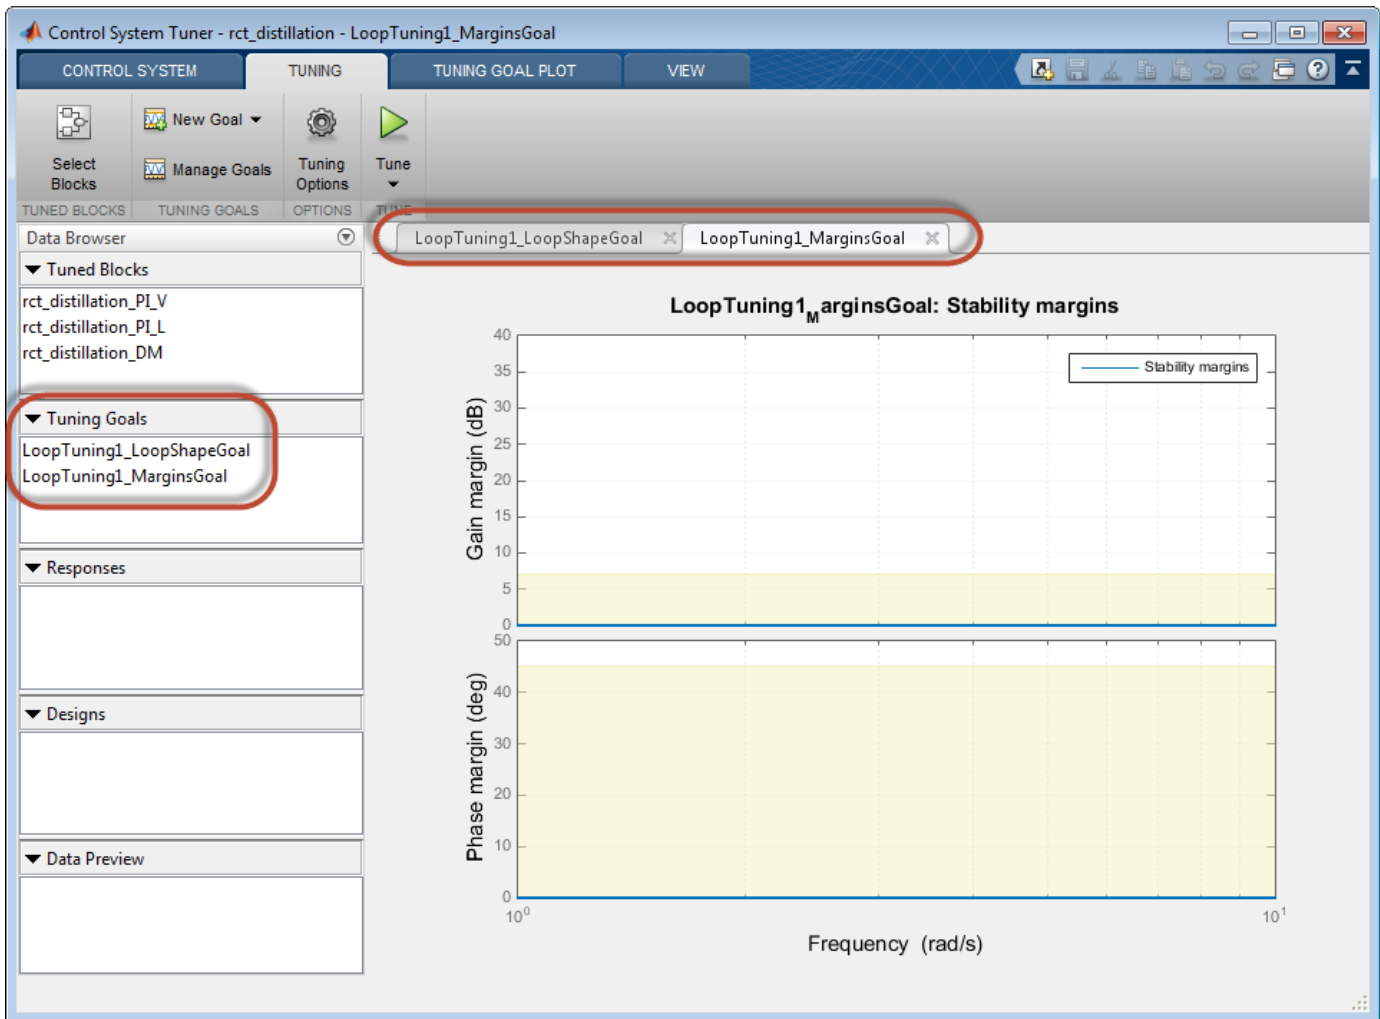 Control System Tuner - rct_distillation - LoopTuning1_MarginsGoal
CONTROL SYSTEM
TUNING
TUNING GOAL PLOT
VIEW
Select Blocks
New Goal
Manage Goals
Tuning Options
Tune
TUNED BLOCKS
TUNING GOALS
OPTIONS
TUNE
Data Browser
LoopTuning1_LoopShapeGoal
LoopTuning1_MarginsGoal
Tuned Blocks
rct_distillation_PI_V
rct_distillation_PI_L
rct_distillation_DM
Tuning Goals
LoopTuning1_LoopShapeGoal
LoopTuning1_MarginsGoal
Responses
Designs
Data Preview
LoopTuning1MarginsGoal: Stability margins
Stability margins
Gain margin (dB)
40
35
30
25
20
15
10
5
0
Phase margin (deg)
50
40
30
20
10
0
10^0
10^1
Frequency (rad/s)